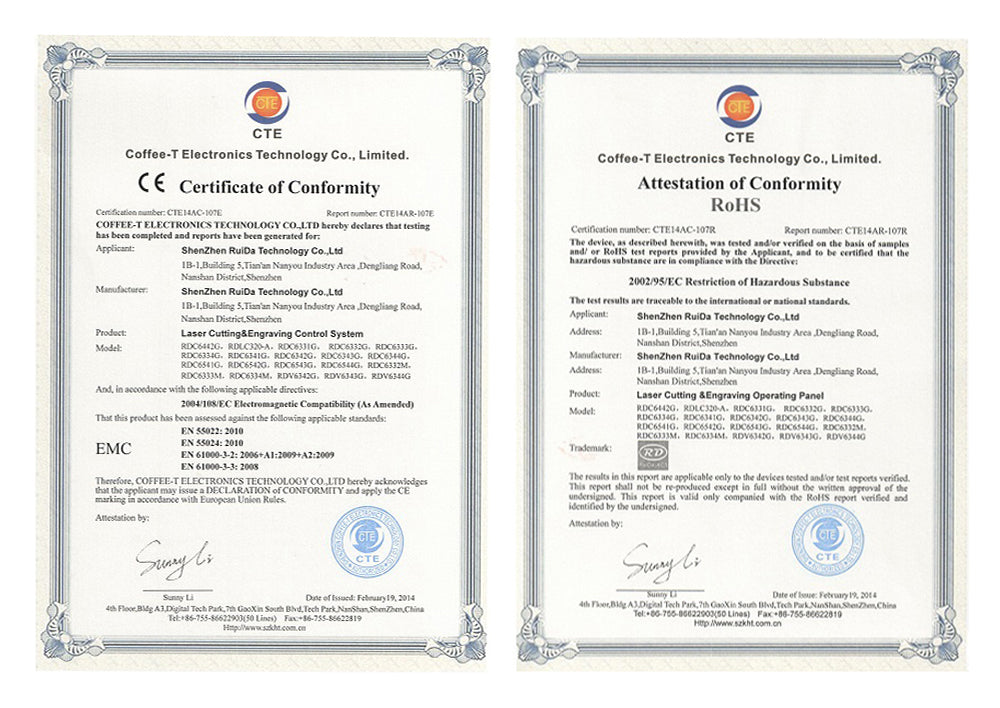 CTE
CTE
Coffee-T Electronics Technology Co., Limited.
CE Certificate of Conformity
Certification number: CTE14AC-107E Report number: CTE14AR-107E
COFFEE-T ELECTRONICS TECHNOLOGY CO.,LTD hereby declares that testing
has been completed and reports have been generated for:
Applicant: ShenZhen RuiDa Technology Co.,Ltd
1B-1,Building 5,Tian'an Nanyou Industry Area ,Dengliang Road,
Nanshan District,Shenzhen
Manufacturer: ShenZhen RuiDa Technology Co.,Ltd
1B-1,Building 5,Tian'an Nanyou Industry Area ,Dengliang Road,
Nanshan District,Shenzhen
Product: Laser Cutting&Engraving Control System
Model: RDC6442G、RDLC320-A、RDC6331G、 RDC6332G、RDC6333G、
RDC6334G、RDC6341G、RDC6342G、RDC6343G、RDC6344G、
RDC6541G、RDC6542G、RDC6543G、RDC6544G、RDC6332M、
RDC6333M、RDC6334M、RDV6342G、RDV6343G、RDV6344G
And, in accordance with the following applicable directives:
2004/108/EC Electromagnetic Compatibility (As Amended)
That this product has been assessed against the following applicable standards:
EMC
EN 55022: 2010
EN 55024: 2010
EN 61000-3-2: 2006+A1:2009+A2:2009
EN 61000-3-3: 2008
Therefore, COFFEE-T ELECTRONICS TECHNOLOGY CO.,LTD hereby acknowledges
that the applicant may issue a DECLARATION of CONFORMITY and apply the CE
marking in accordance with European Union Rules.
Attestation by:
Sunny Li
CTE
CTE
Sunny Li Date of Issued: February19, 2014
4th Floor,Bldg A3,Digital Tech Park,7th GaoXin South Blvd,Tech Park,NanShan,ShenZhen,China
Tel:+86-755-86622903(50 Lines) Fax:+86-755-86622819
Http://www.szkht.com.cn
CTE
CTE
Coffee-T Electronics Technology Co., Limited.
Attestation of Conformity
RoHS
Certification number: CTE14AC-107R Report number: CTE14AR-107R
The device, as described herewith, was tested and/or verified on the basis of samples
and/ or RoHS test reports provided by the Applicant, and to be certified that the
hazardous substance are in compliance with the Directive:
2002/95/EC Restriction of Hazardous Substance
The test results are traceable to the international or national standards.
Applicant: ShenZhen RuiDa Technology Co.,Ltd
Address: 1B-1,Building 5,Tian'an Nanyou Industry Area ,Dengliang Road,
Nanshan District,Shenzhen
Manufacturer: ShenZhen RuiDa Technology Co.,Ltd
Address: 1B-1,Building 5,Tian'an Nanyou Industry Area ,Dengliang Road,
Nanshan District,Shenzhen
Product: Laser Cutting &Engraving Operating Panel
Model: RDC6442G、RDLC320-A、RDC6331G、 RDC6332G、RDC6333G、
RDC6334G、RDC6341G、RDC6342G、RDC6343G、RDC6344G、
RDC6541G、RDC6542G、RDC6543G、RDC6544G、RDC6332M、
RDC6333M、RDC6334M、RDV6342G、RDV6343G、RDV6344G
Trademark: RD
RuiDaACS
The results in this report are applicable only to the devices tested and/or test reports verified.
This report shall not be re-produced except in full without the written approval of the
undersigned. This report is valid only companied with the RoHS report verified and
identified by the undersigned.
Attestation by:
Sunny Li
CTE
CTE
Sunny Li Date of Issue: February19, 2014
4th Floor,Bldg A3,Digital Tech Park,7th GaoXin South Blvd,Tech Park,NanShan,ShenZhen,China
Tel:+86-755-86622903(50 Lines) Fax:+86-755-86622819
Http://www.szkht.com.cn